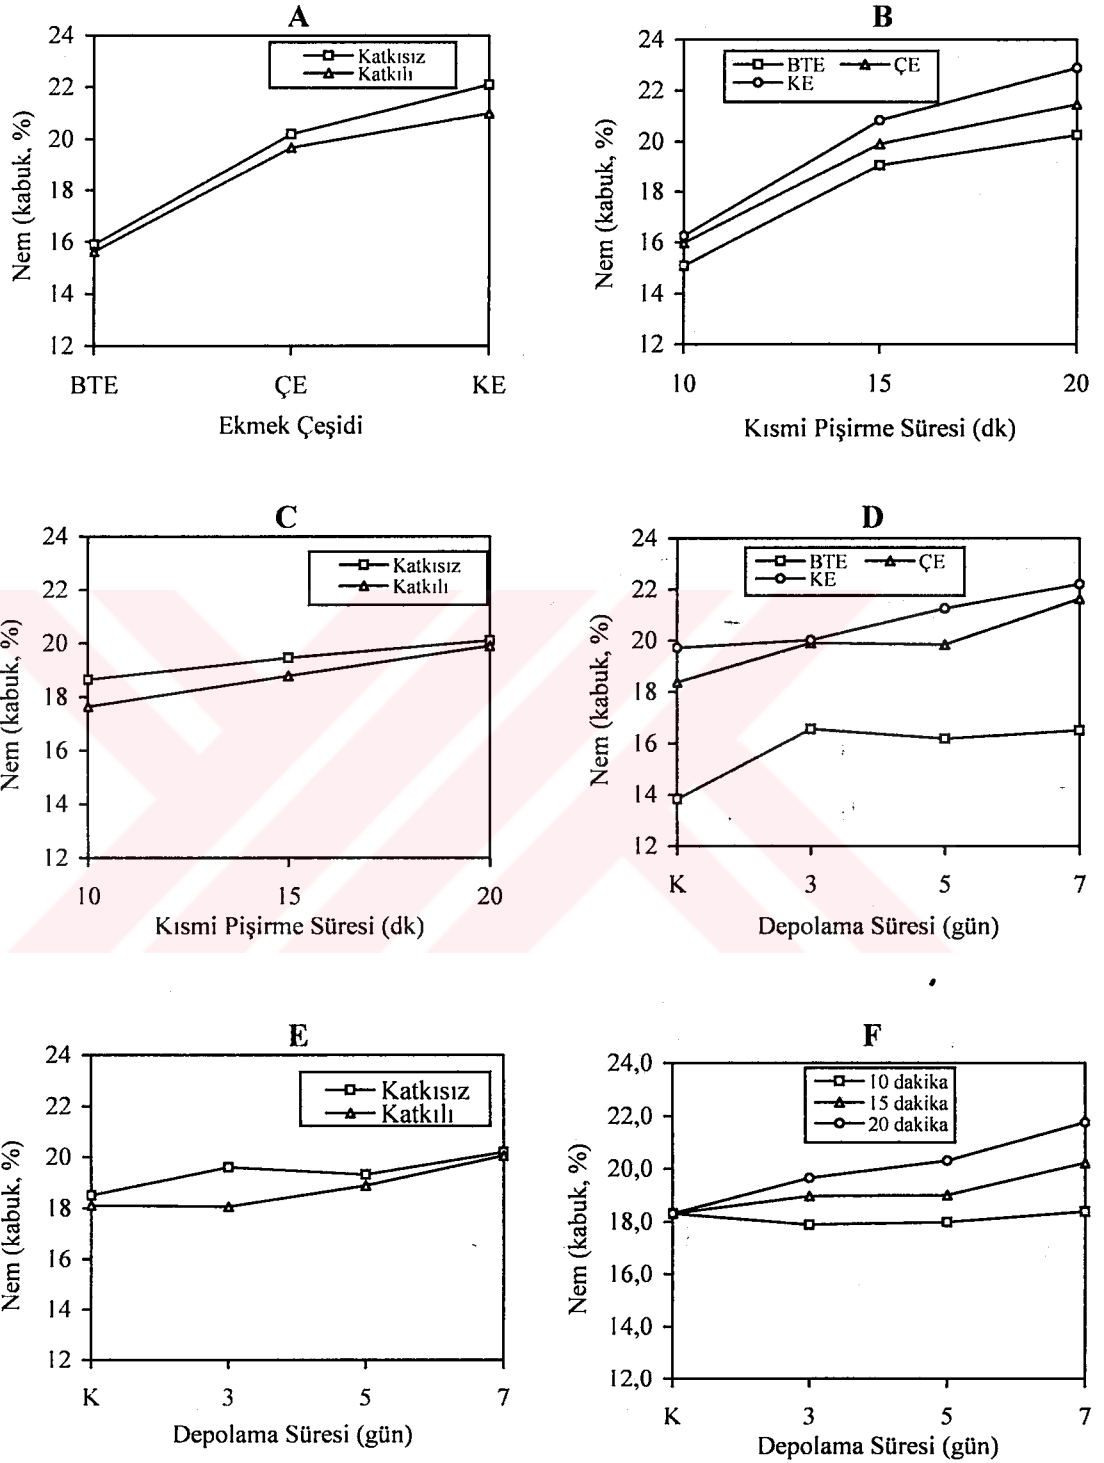 A
24
22
20
18
16
14
12
Nem (kabuk, %)
Katkısız
Katkılı
BTE ÇE KE
Ekmek Çeşidi
B
24
22
20
18
16
14
12
Nem (kabuk, %)
BTE ÇE
KE
10 15 20
Kısmi Pişirme Süresi (dk)
C
24
22
20
18
16
14
12
Nem (kabuk, %)
Katkısız
Katkılı
10 15 20
Kısmi Pişirme Süresi (dk)
D
24
22
20
18
16
14
12
Nem (kabuk, %)
BTE ÇE
KE
K 3 5 7
Depolama Süresi (gün)
E
24
22
20
18
16
14
12
Nem (kabuk, %)
Katkısız
Katkılı
K 3 5 7
Depolama Süresi (gün)
F
24,0
22,0
20,0
18,0
16,0
14,0
12,0
Nem (kabuk, %)
10 dakika
15 dakika
20 dakika
K 3 5 7
Depolama Süresi (gün)